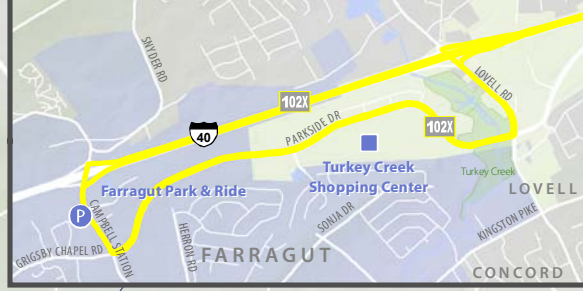 SNYDER RD
LOVELL RD
102X
40
PARKSIDE DR
102X
Turkey Creek
Shopping Center
Turkey Creek
Farragut Park & Ride
LOVELL
P
CAMPBELL STATION
SONJA DR
KINGSTON PIKE
HERRON RD
GRIGSBY CHAPEL RD
FARRAGUT
CONCORD